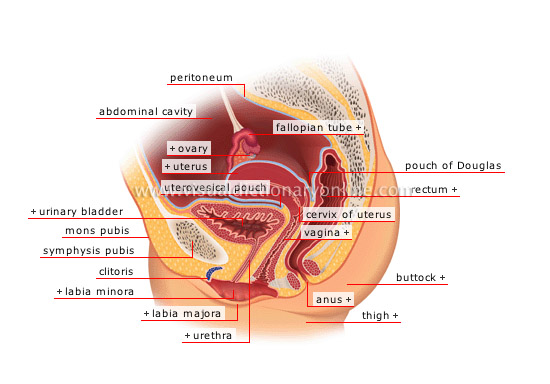 peritoneum
abdominal cavity
fallopian tube +
+ ovary
+ uterus
pouch of Douglas
uterovesical pouch
rectum +
+ urinary bladder
cervix of uterus
mons pubis
vagina +
symphysis pubis
clitoris
buttock +
+ labia minora
anus +
+ labia majora
thigh +
+ urethra